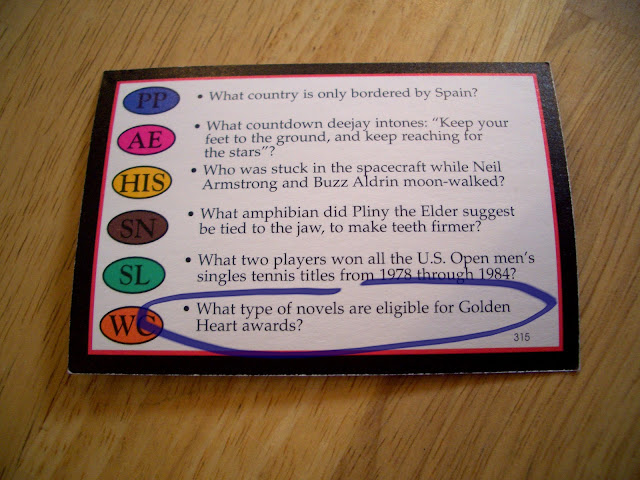 PP • What country is only bordered by Spain?
AE • What countdown deejay intones: “Keep your
feet to the ground, and keep reaching for
the stars”?
HIS • Who was stuck in the spacecraft while Neil
Armstrong and Buzz Aldrin moon-walked?
SN • What amphibian did Pliny the Elder suggest
be tied to the jaw, to make teeth firmer?
SL • What two players won all the U.S. Open men’s
singles tennis titles from 1978 through 1984?
WC • What type of novels are eligible for Golden
Heart awards?
315